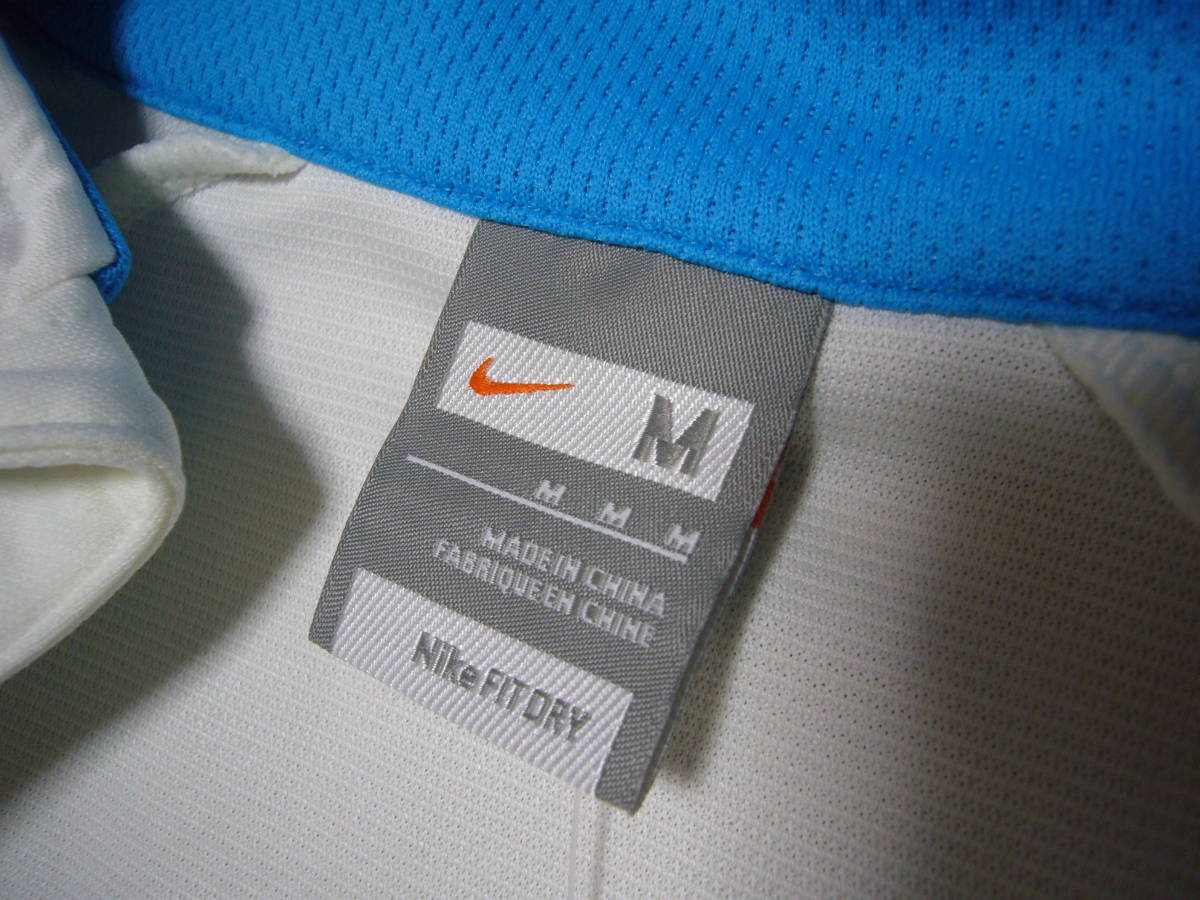 M
M M M
MADE IN CHINA
FABRIQUE EN CHINE
Nike FIT DRY